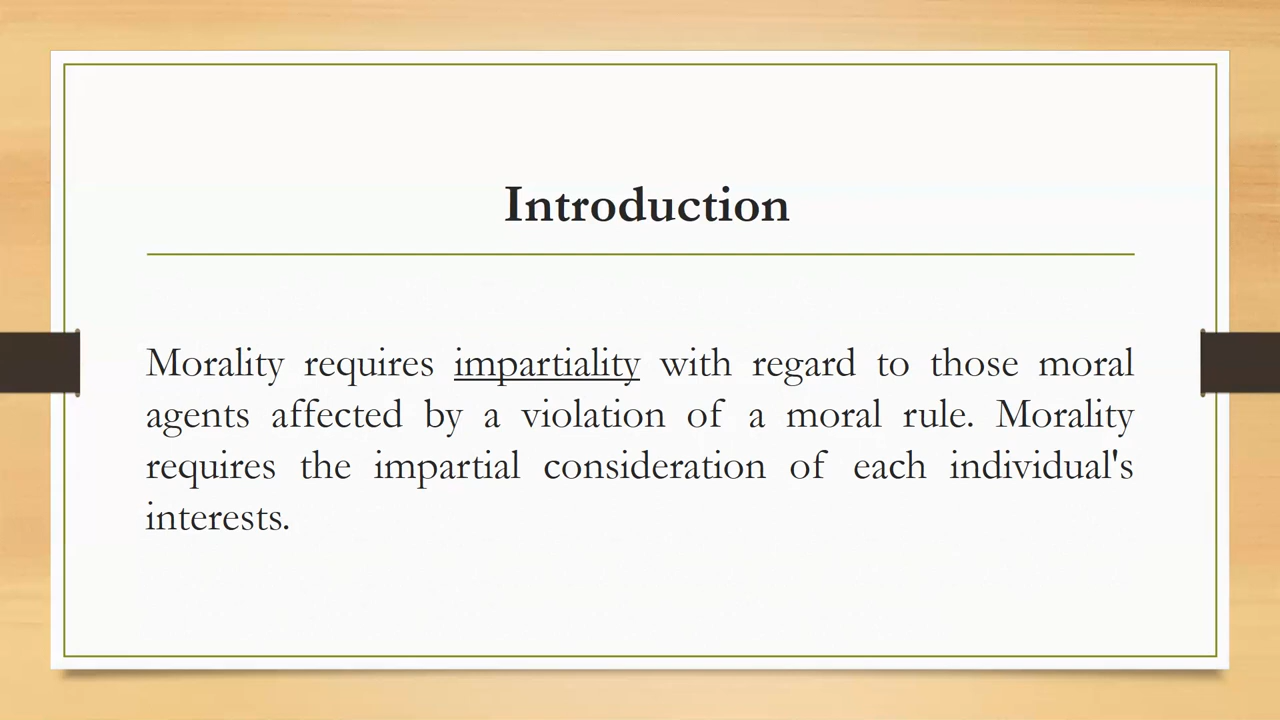 Introduction
Morality requires impartiality with regard to those moral
agents affected by a violation of a moral rule. Morality
requires the impartial consideration of each individual's
interests.